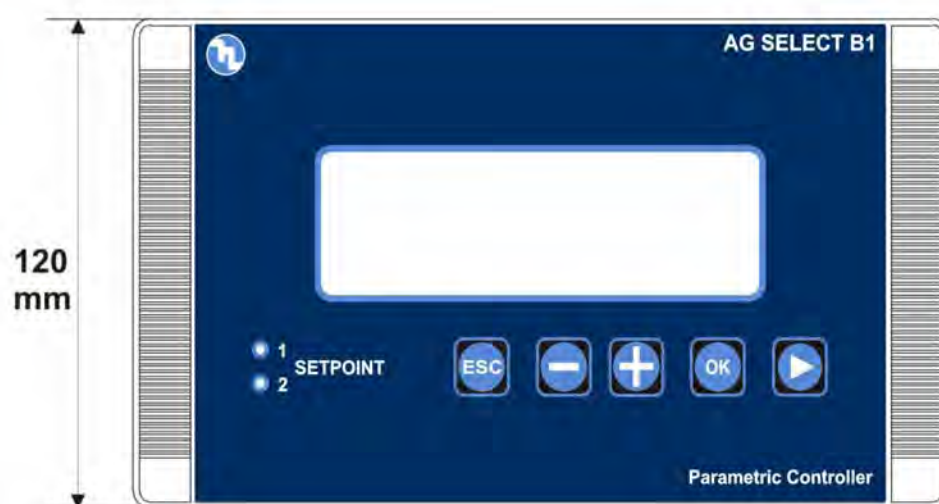 AG SELECT B1
120
mm
1
SETPOINT
2
ESC
OK
Parametric Controller